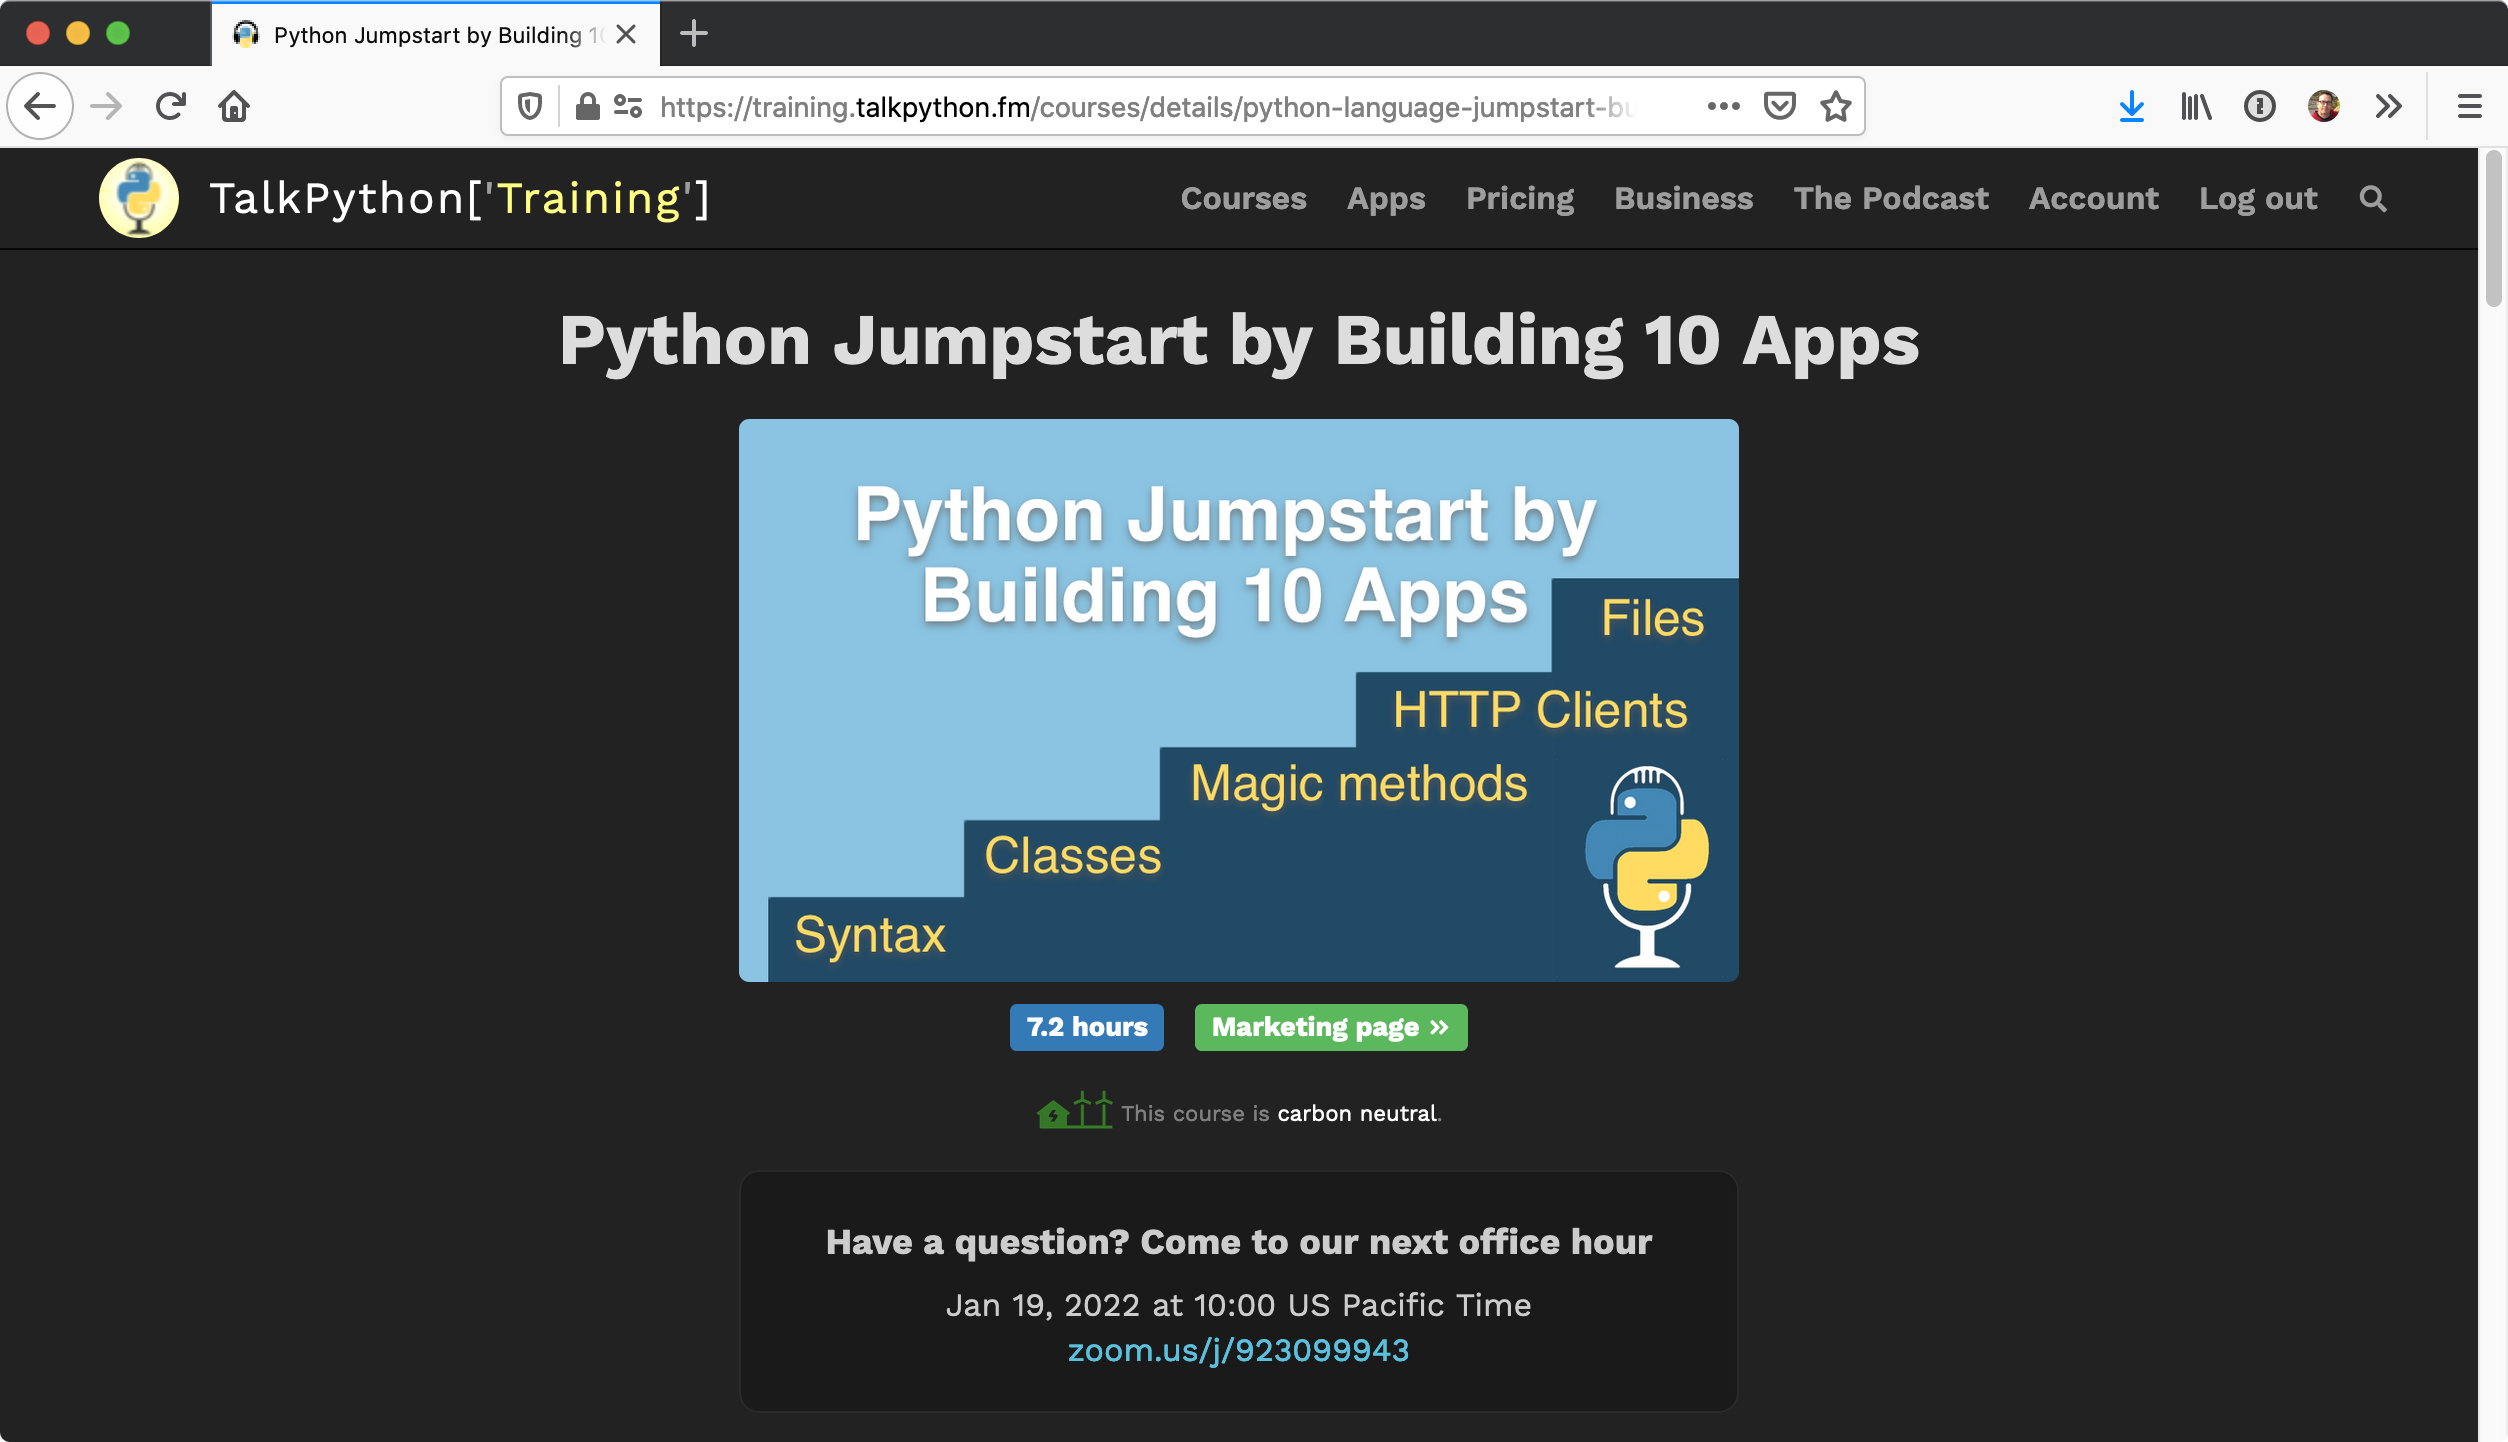 Python Jumpstart by Building 10
https://training.talkpython.fm/courses/details/python-language-jumpstart-bu
TalkPython['Training']
Courses Apps Pricing Business The Podcast Account Log out
Python Jumpstart by Building 10 Apps
Python Jumpstart by
Building 10 Apps
Files
HTTP Clients
Magic methods
Classes
Syntax
7.2 hours Marketing page »
This course is carbon neutral.
Have a question? Come to our next office hour
Jan 19, 2022 at 10:00 US Pacific Time
zoom.us/j/923099943